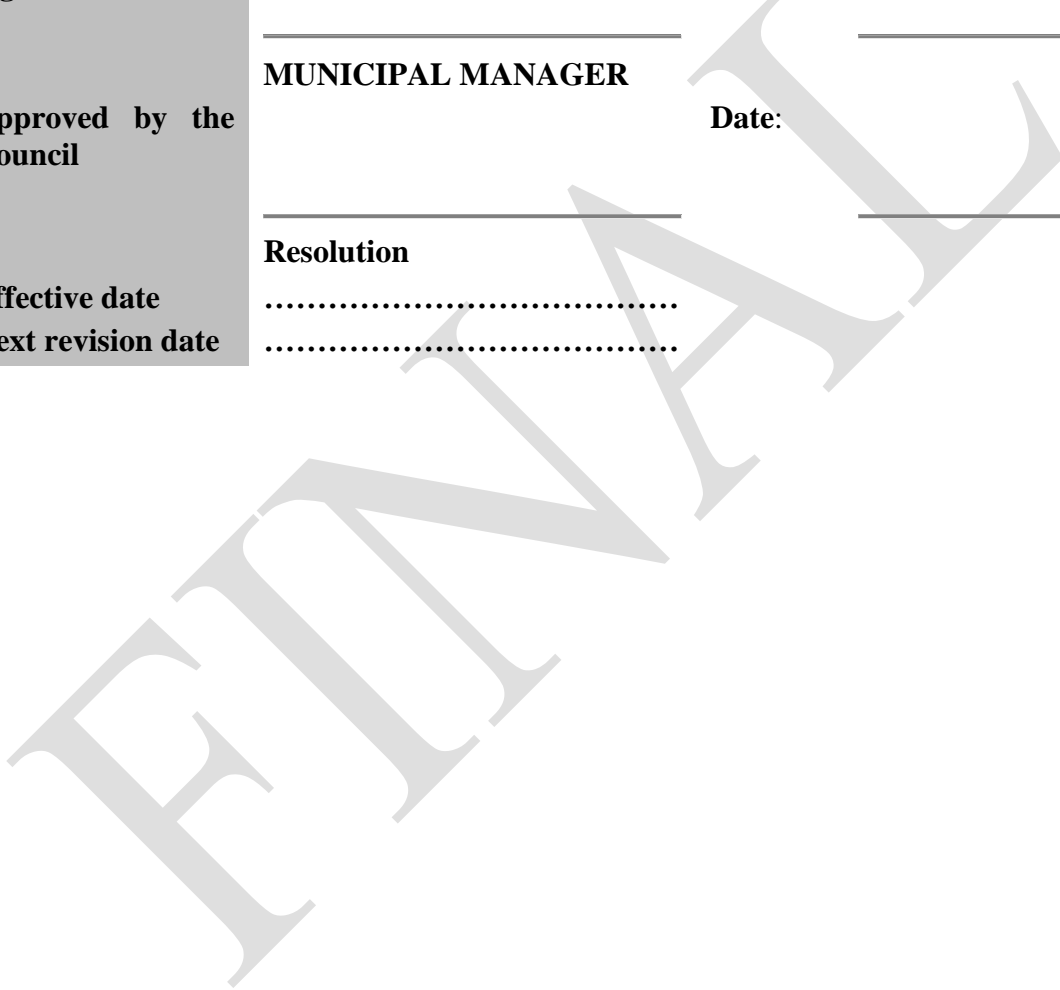 MUNICIPAL MANAGER
pproved by the Date:
ouncil
Resolution
ffective date …………………………………
ext revision date …………………………………
FINAL